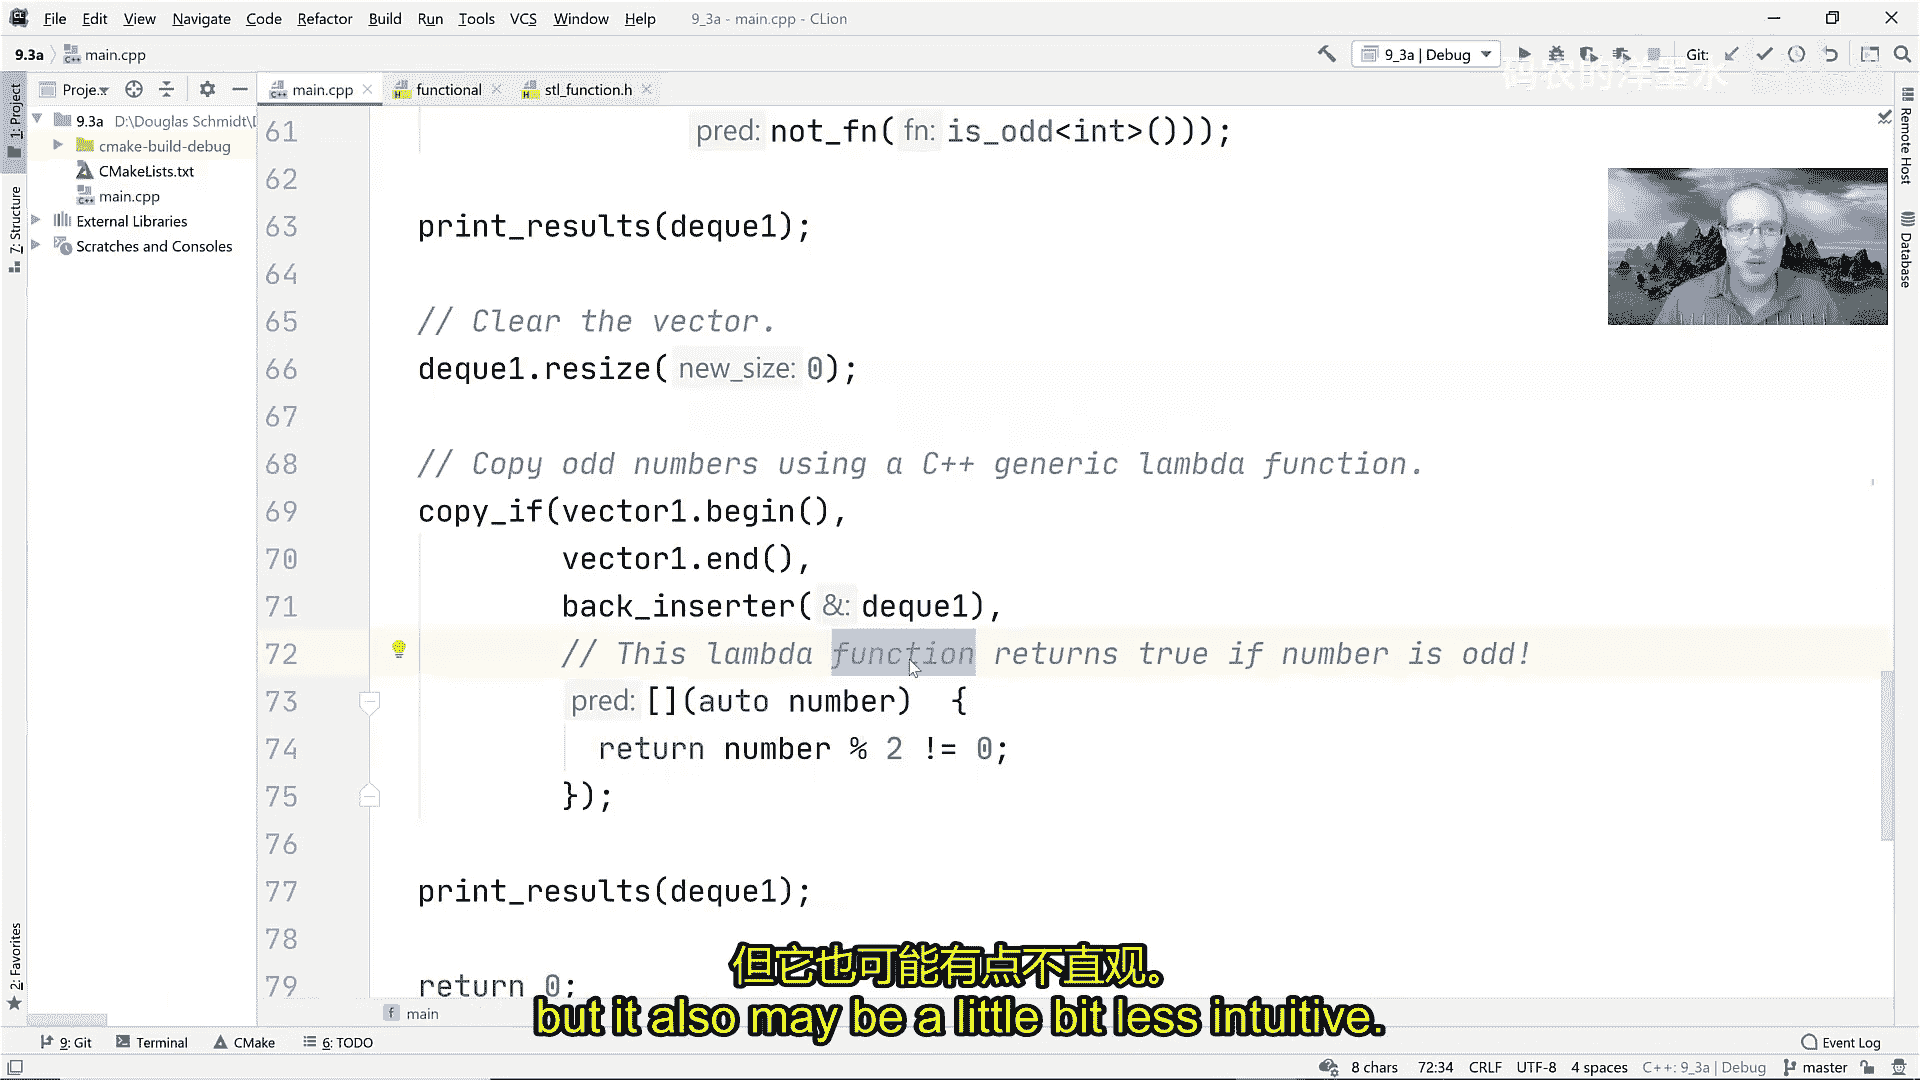 File Edit View Navigate Code Refactor Build Run Tools VCS Window Help 9_3a - main.cpp - CLion
9.3a main.cpp 9_3a | Debug Git:
码农的洋墨水
Proje... main.cpp functional stl_function.h
1: Project
7: Structure
2: Favorites
9.3a D:\Douglas Schmidt\
cmake-build-debug
CMakeLists.txt
main.cpp
External Libraries
Scratches and Consoles
61 pred: not_fn( fn: is_odd<int>()));
62
63 print_results(deque1);
64
65 // Clear the vector.
66 deque1.resize( new_size: 0);
67
68 // Copy odd numbers using a C++ generic lambda function.
69 copy_if(vector1.begin(),
70 vector1.end(),
71 back_inserter( &: deque1),
72 // This lambda function returns true if number is odd!
73 pred: [](auto number) {
74 return number % 2 != 0;
75 });
76
77 print_results(deque1);
78
79 return 0;
Remote Host
Database
f main
但它也可能有点不直观。
but it also may be a little bit less intuitive.
9: Git Terminal CMake 6: TODO Event Log
8 chars 72:34 CRLF UTF-8 4 spaces C++: 9_3a | Debug master